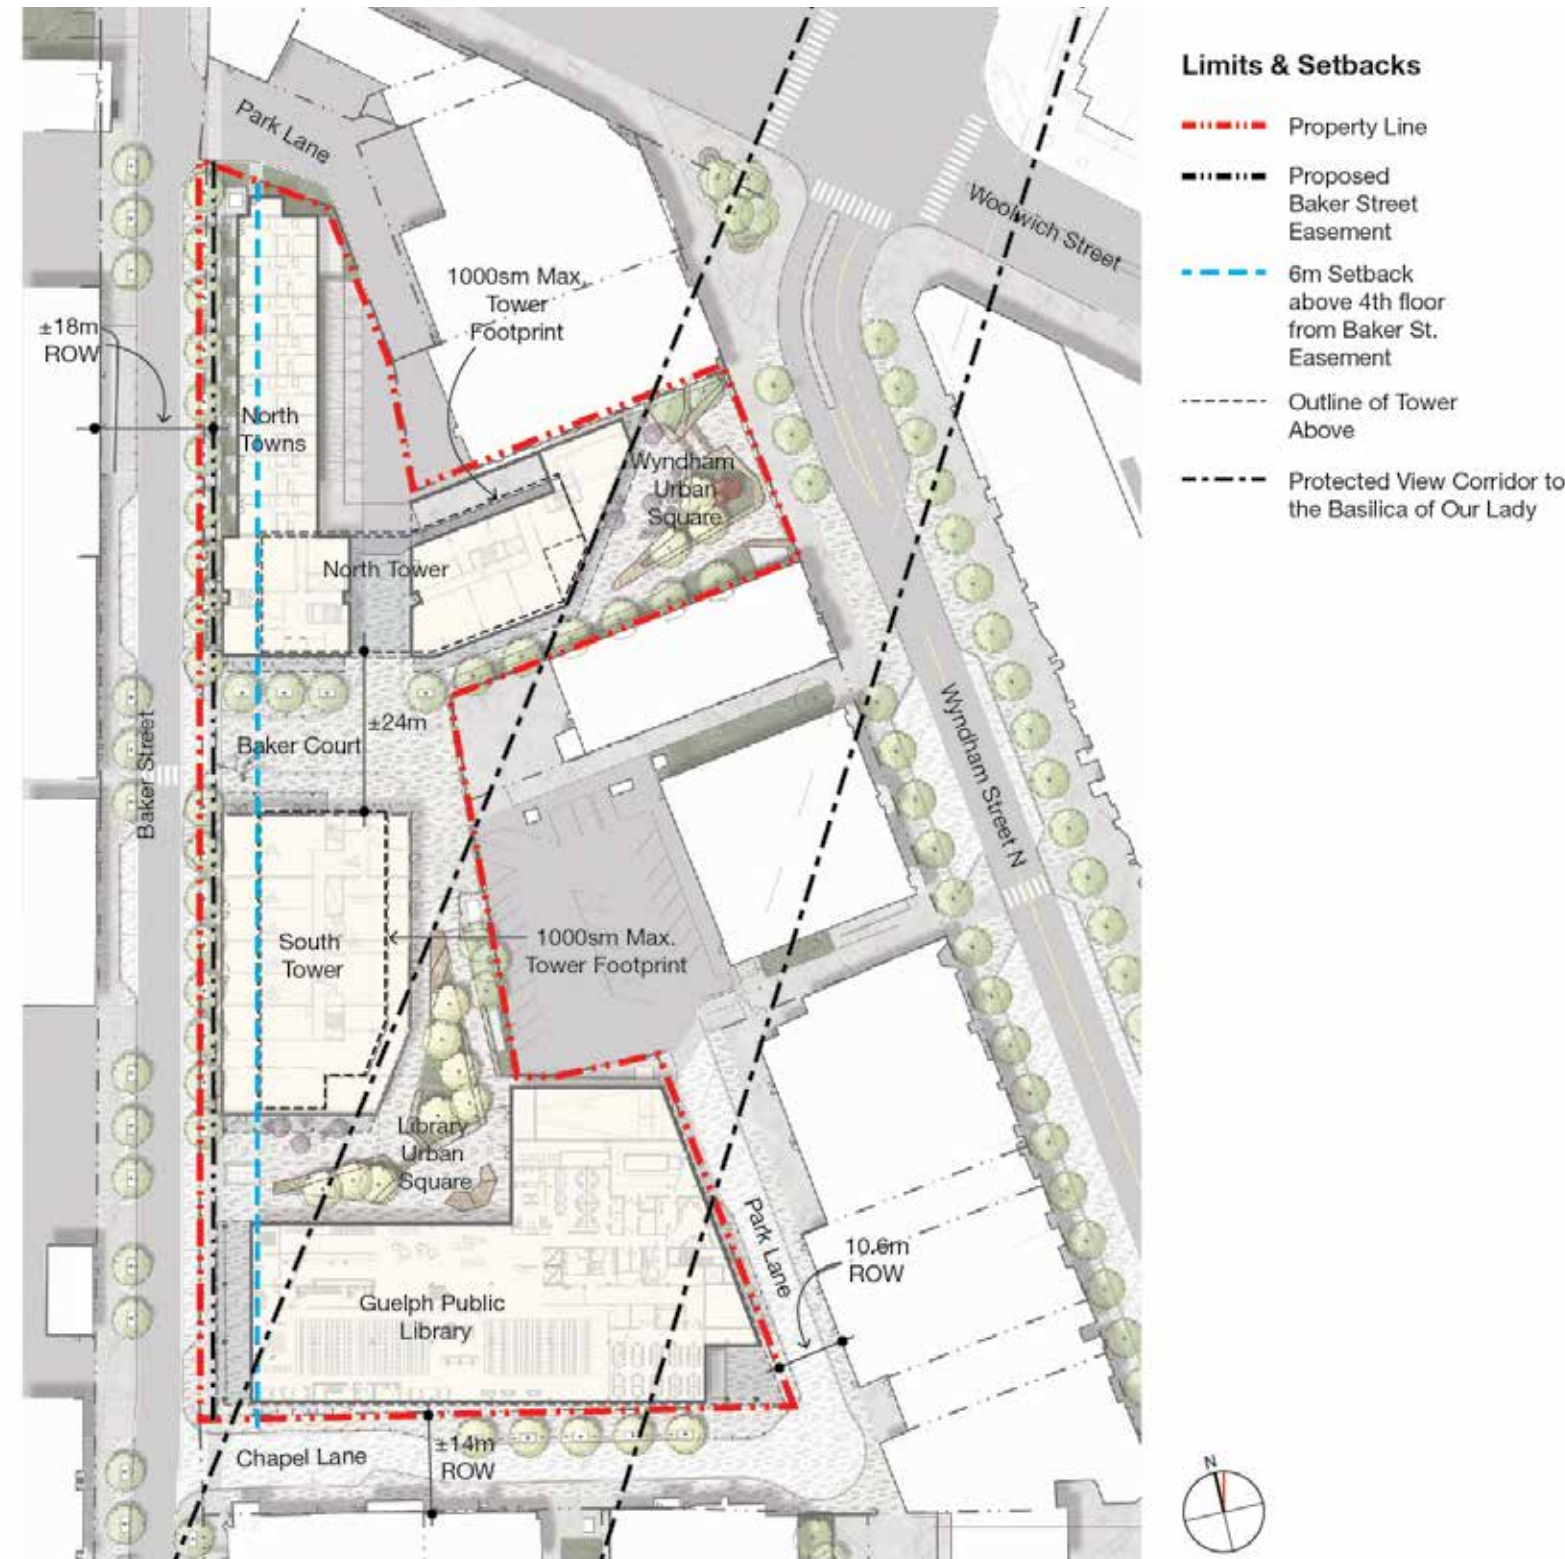 Limits & Setbacks
Property Line
Proposed
Baker Street
Easement
6m Setback
above 4th floor
from Baker St.
Easement
Outline of Tower
Above
Protected View Corridor to
the Basilica of Our Lady
N
Park Lane
Woolwich Street
1000sm Max.
Tower
Footprint
±18m
ROW
North
Towns
Wyndham
Urban
Square
North Tower
±24m
Baker Court
Baker Street
Wyndham Street N
South
Tower
1000sm Max.
Tower Footprint
Library
Urban
Square
Park Lane
10.6m
ROW
Guelph Public
Library
Chapel Lane
±14m
ROW